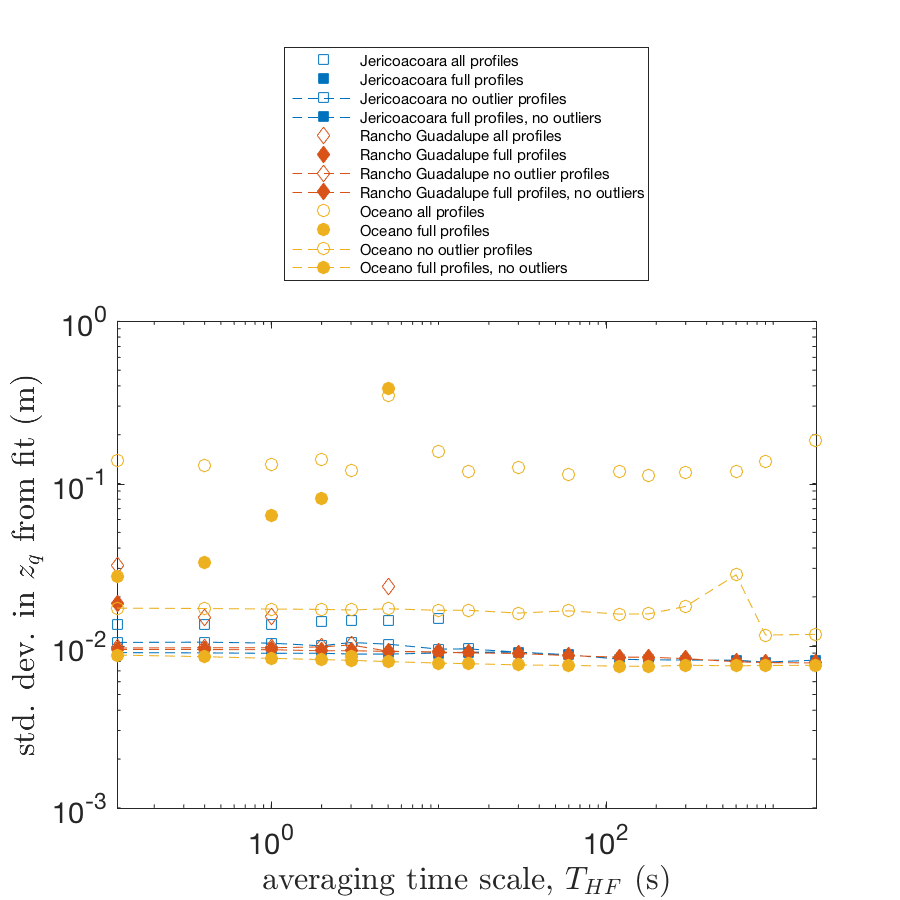 Jericoacoara all profiles
Jericoacoara full profiles
Jericoacoara no outlier profiles
Jericoacoara full profiles, no outliers
Rancho Guadalupe all profiles
Rancho Guadalupe full profiles
Rancho Guadalupe no outlier profiles
Rancho Guadalupe full profiles, no outliers
Oceano all profiles
Oceano full profiles
Oceano no outlier profiles
Oceano full profiles, no outliers
std. dev. in z_q from fit (m)
10^0
10^-1
10^-2
10^-3
10^0 10^2
averaging time scale, T_HF (s)